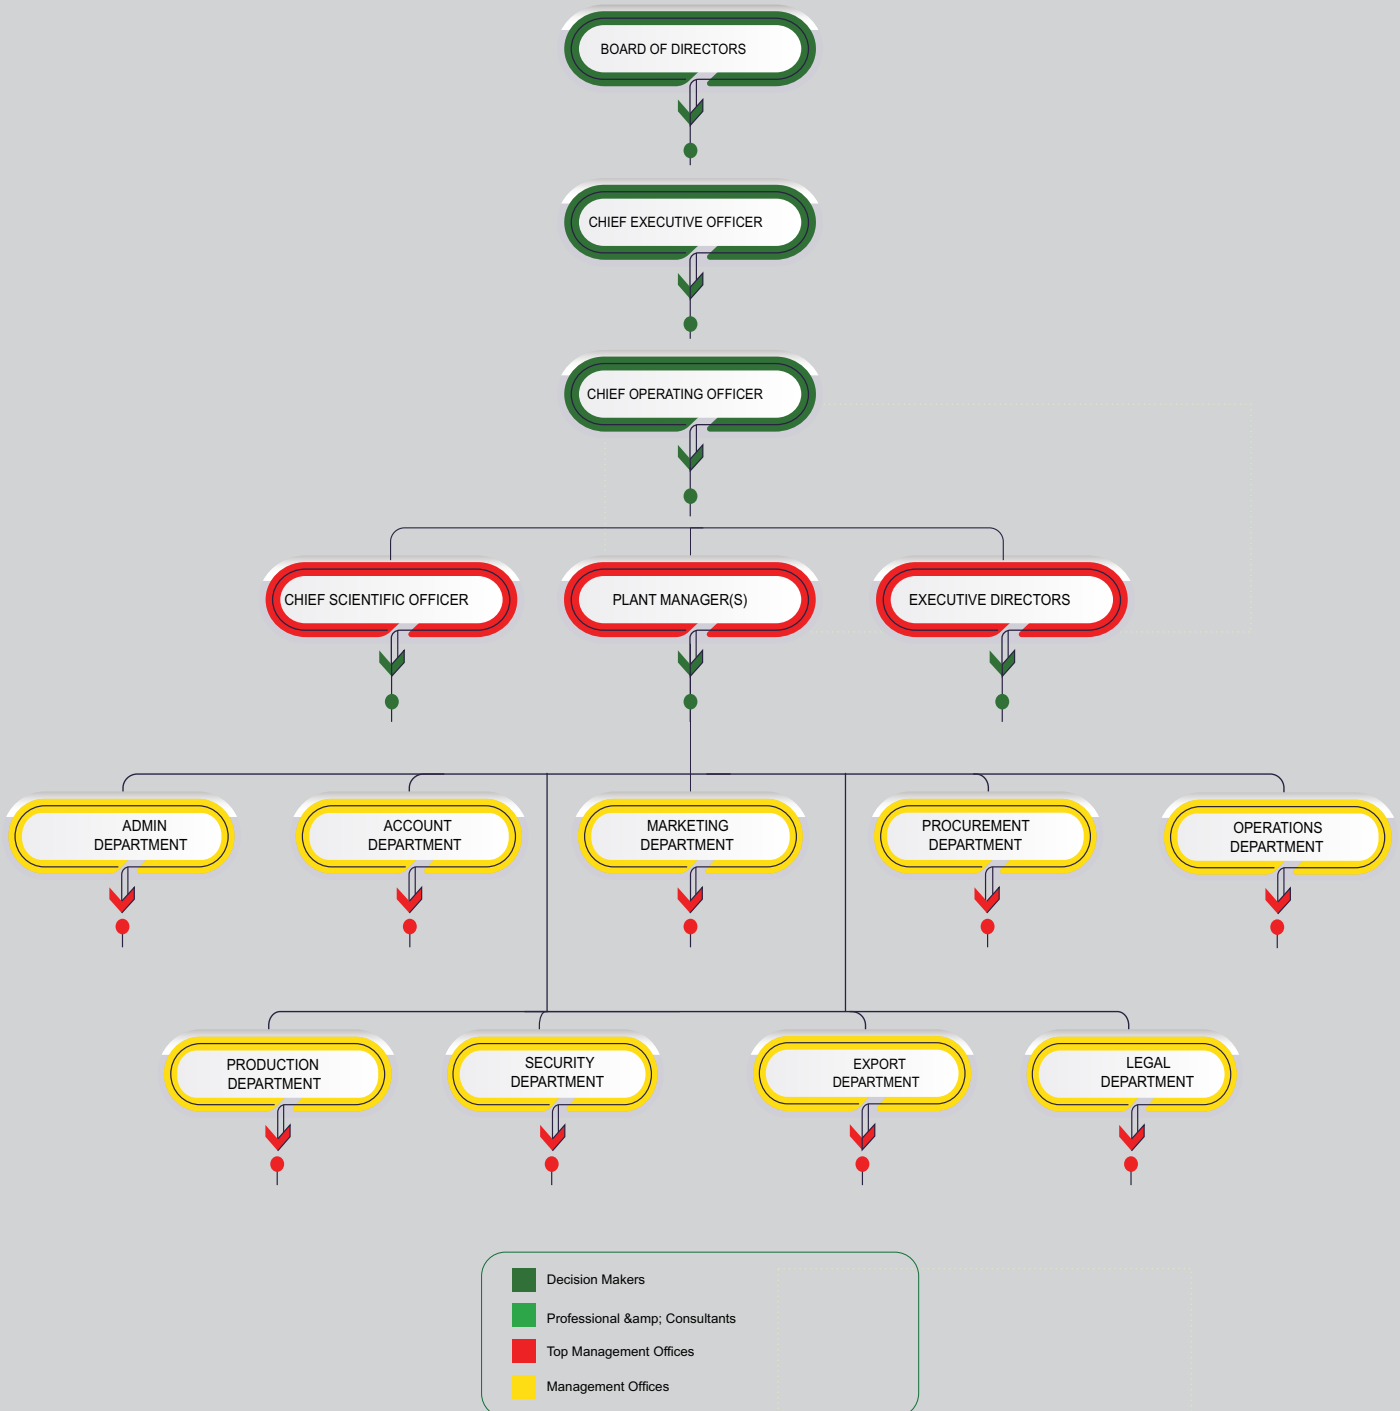 BOARD OF DIRECTORS
CHIEF EXECUTIVE OFFICER
CHIEF OPERATING OFFICER
CHIEF SCIENTIFIC OFFICER
PLANT MANAGER(S)
EXECUTIVE DIRECTORS
ADMIN
DEPARTMENT
ACCOUNT
DEPARTMENT
MARKETING
DEPARTMENT
PROCUREMENT
DEPARTMENT
OPERATIONS
DEPARTMENT
PRODUCTION
DEPARTMENT
SECURITY
DEPARTMENT
EXPORT
DEPARTMENT
LEGAL
DEPARTMENT
Decision Makers
Professional &amp; Consultants
Top Management Offices
Management Offices